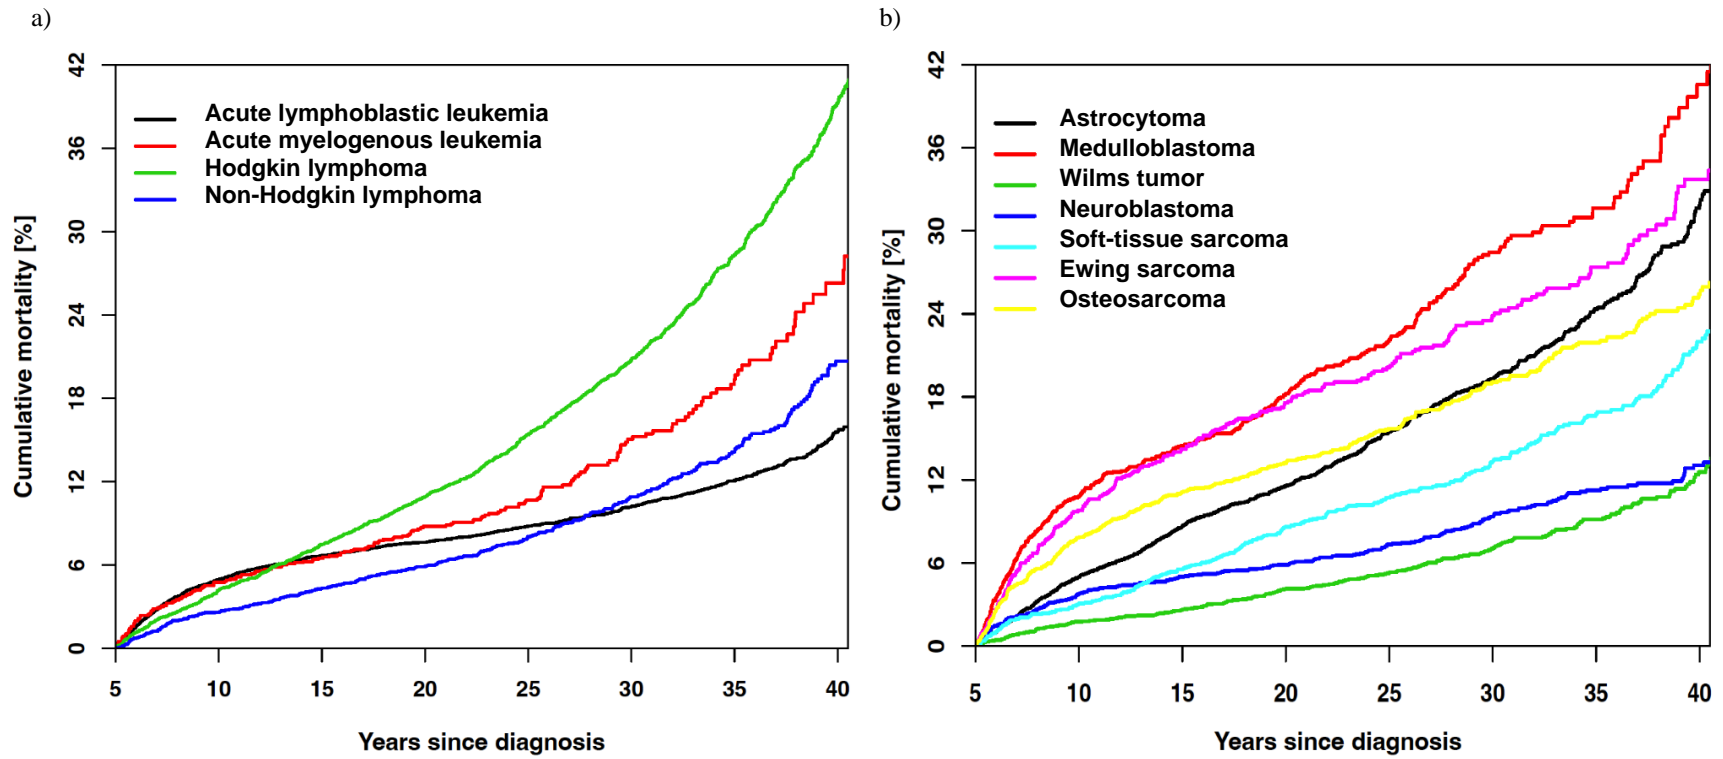 a)
42
36
30
24
18
12
6
0
Cumulative mortality [%]
Acute lymphoblastic leukemia
Acute myelogenous leukemia
Hodgkin lymphoma
Non-Hodgkin lymphoma
5 10 15 20 25 30 35 40
Years since diagnosis
b)
42
36
30
24
18
12
6
0
Cumulative mortality [%]
Astrocytoma
Medulloblastoma
Wilms tumor
Neuroblastoma
Soft-tissue sarcoma
Ewing sarcoma
Osteosarcoma
5 10 15 20 25 30 35 40
Years since diagnosis